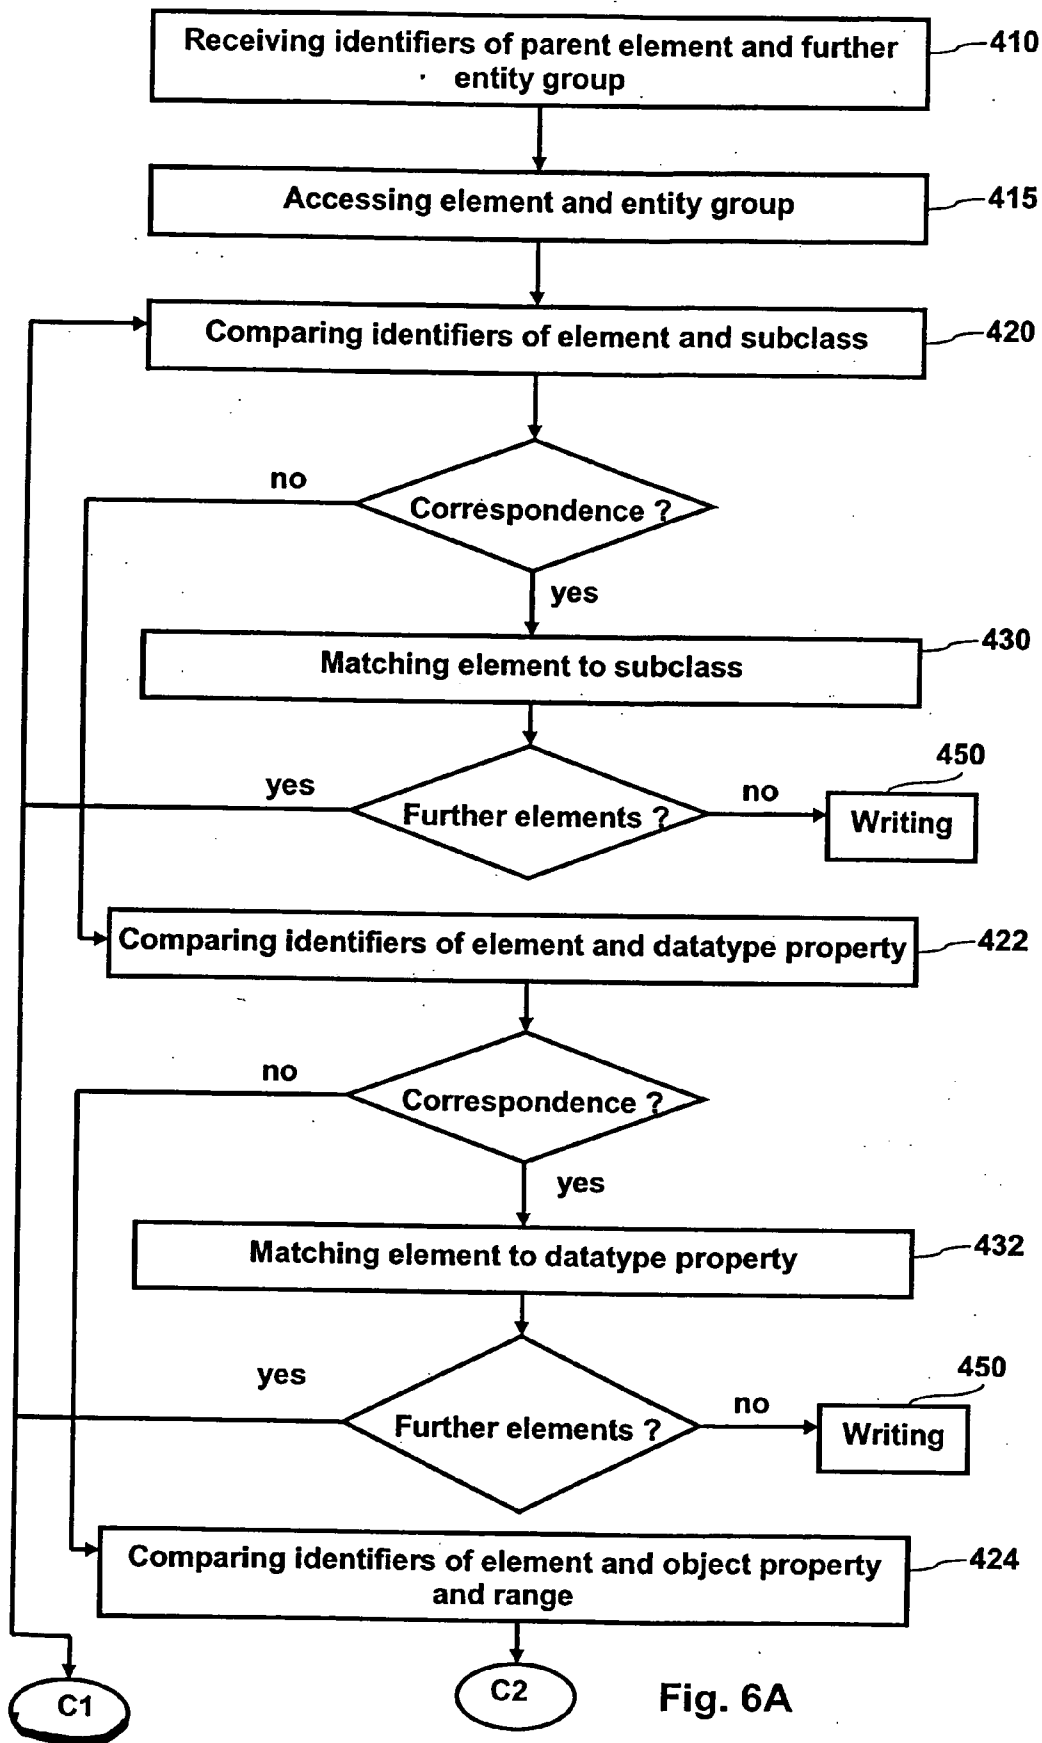 Receiving identifiers of parent element and further
entity group
410
Accessing element and entity group
415
Comparing identifiers of element and subclass
420
no
Correspondence ?
yes
Matching element to subclass
430
yes
Further elements ?
no
450
Writing
Comparing identifiers of element and datatype property
422
no
Correspondence ?
yes
Matching element to datatype property
432
yes
Further elements ?
no
450
Writing
Comparing identifiers of element and object property
and range
424
C1
C2
Fig. 6A